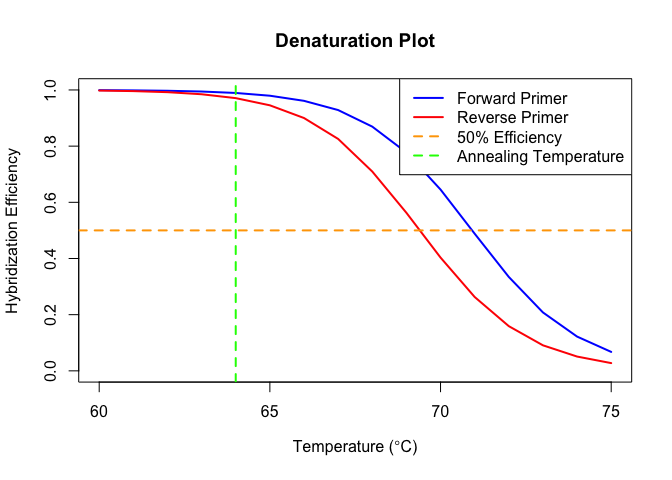 Denaturation Plot
Forward Primer
Reverse Primer
50% Efficiency
Annealing Temperature
Hybridization Efficiency
1.0
0.8
0.6
0.4
0.2
0.0
60 65 70 75
Temperature (°C)